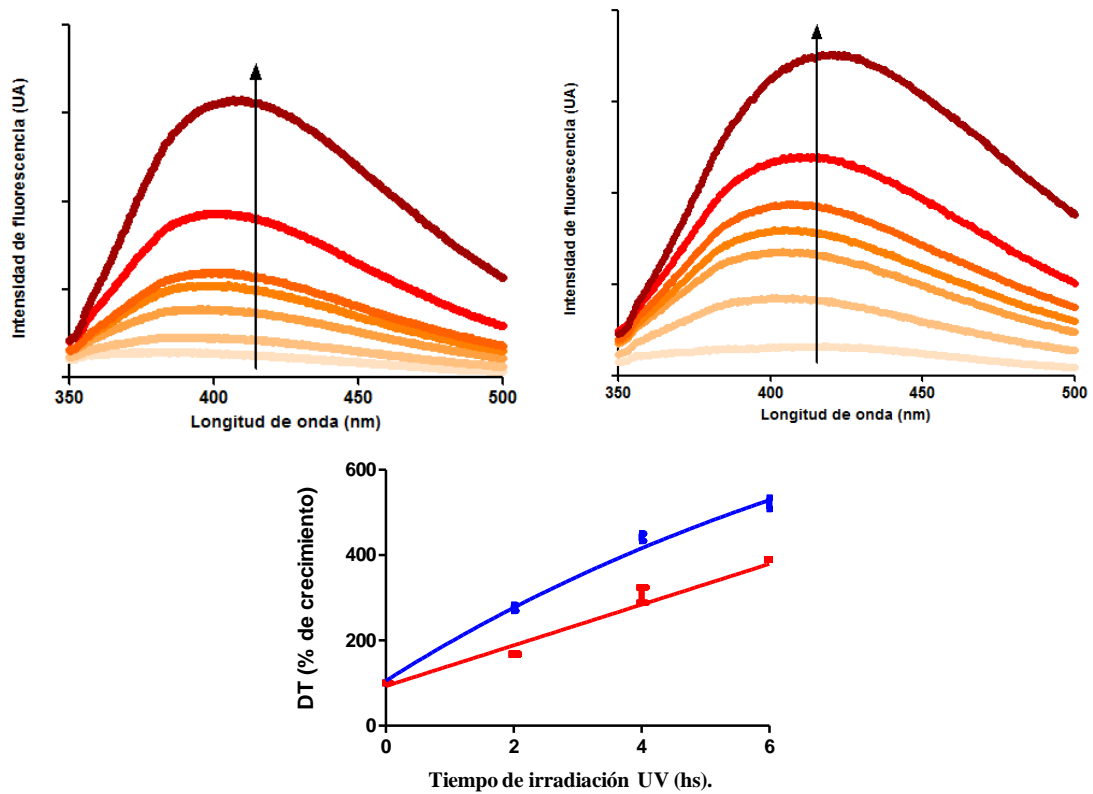 Intensidad de fluorescencia (UA)
350
400
450
500
Longitud de onda (nm)
Intensidad de fluorescencia (UA)
350
400
450
500
Longitud de onda (nm)
DT (% de crecimiento)
600
400
200
0
0
2
4
6
Tiempo de irradiación UV (hs).